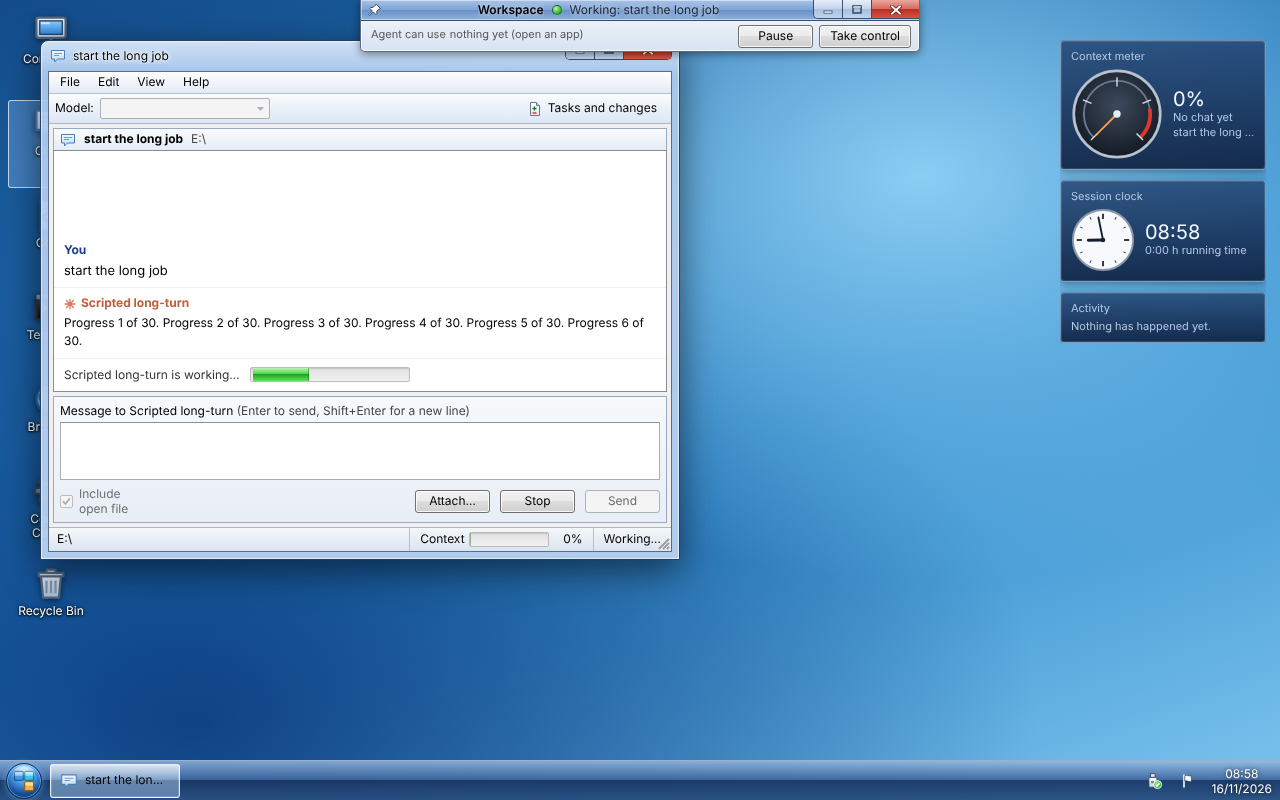 Workspace Working: start the long job
Agent can use nothing yet (open an app)
Pause
Take control
start the long job
File Edit View Help
Model:
Tasks and changes
start the long job E:\
You
start the long job
Scripted long-turn
Progress 1 of 30. Progress 2 of 30. Progress 3 of 30. Progress 4 of 30. Progress 5 of 30. Progress 6 of
30.
Scripted long-turn is working...
Message to Scripted long-turn (Enter to send, Shift+Enter for a new line)
Include
open file
Attach...
Stop
Send
E:\
Context 0%
Working...
Recycle Bin
Context meter
0%
No chat yet
start the long ...
Session clock
08:58
0:00 h running time
Activity
Nothing has happened yet.
start the lon...
08:58
16/11/2026